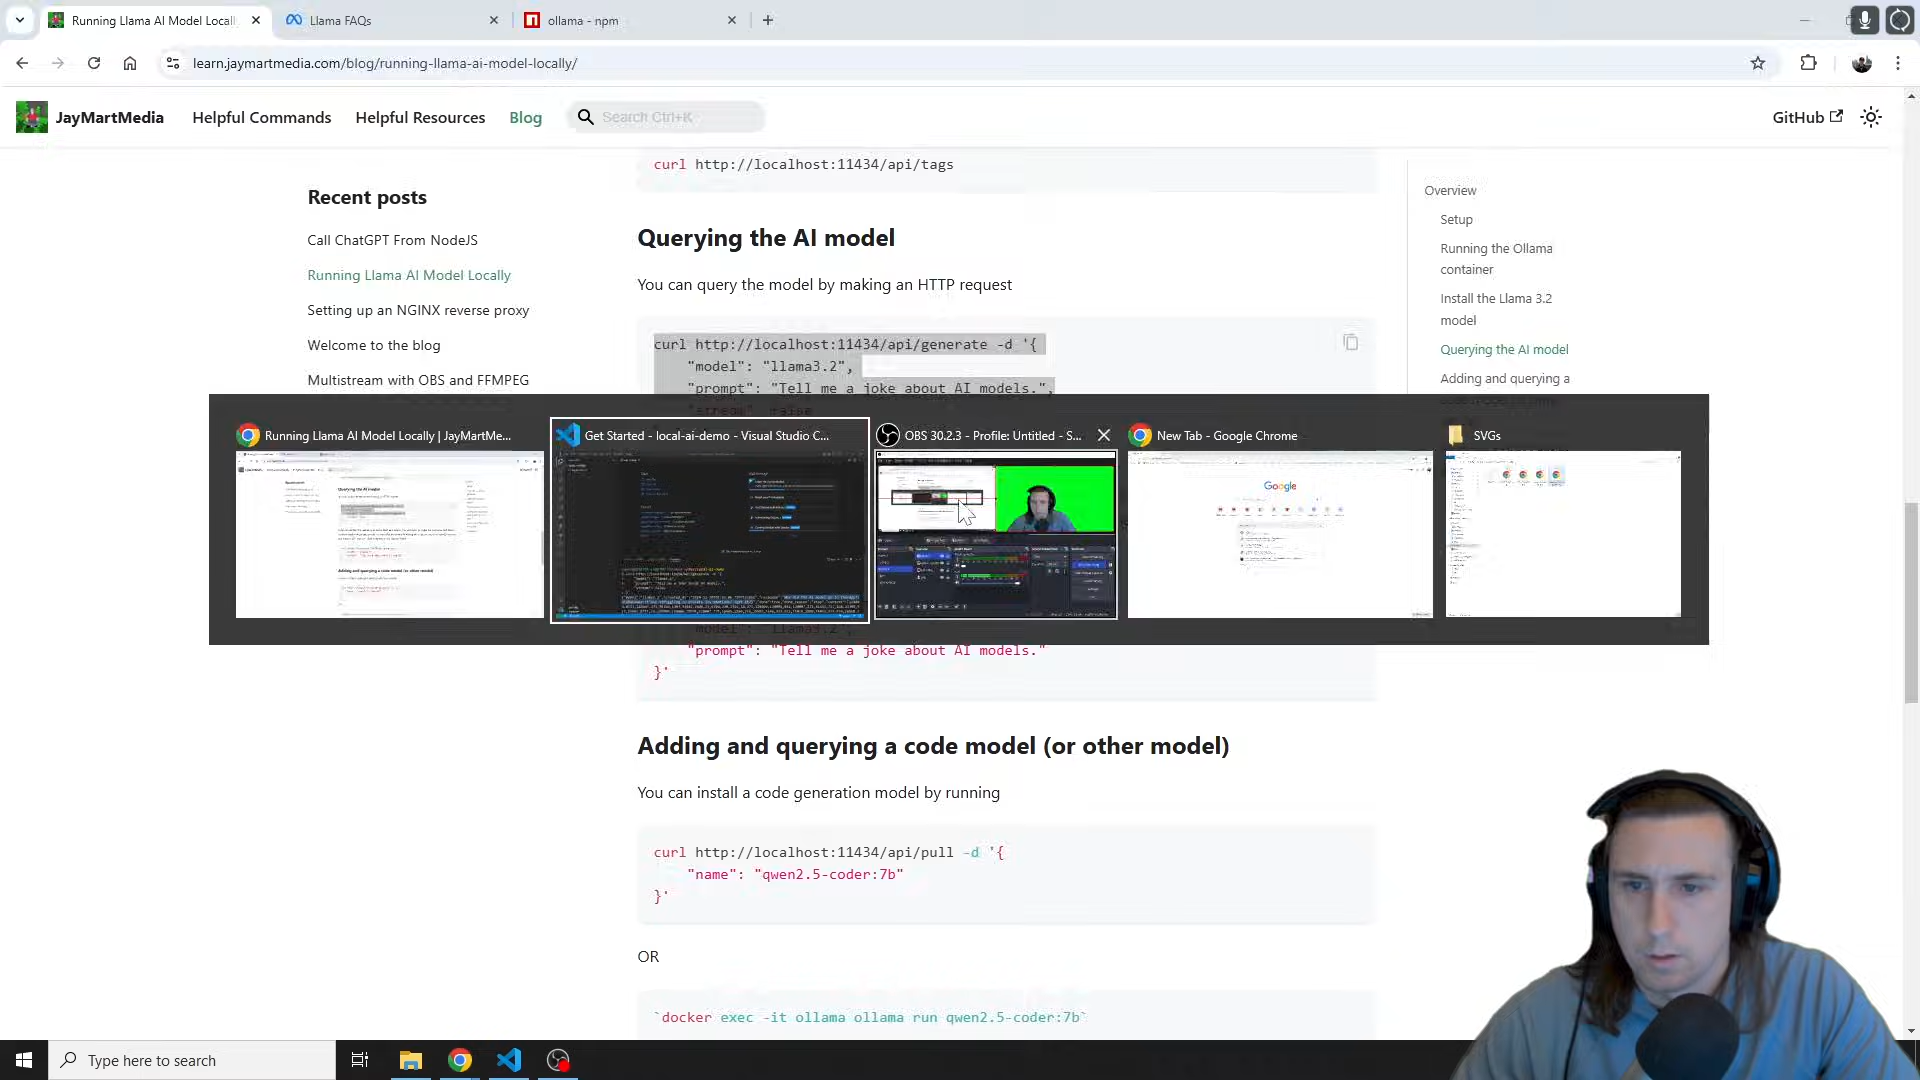 Running Llama AI Model Locall
Llama FAQs
ollama - npm
learn.jaymartmedia.com/blog/running-llama-ai-model-locally/
JayMartMedia
Helpful Commands
Helpful Resources
Blog
Search Ctrl+K
GitHub
Recent posts
Call ChatGPT From NodeJS
Running Llama AI Model Locally
Setting up an NGINX reverse proxy
Welcome to the blog
Multistream with OBS and FFMPEG
curl http://localhost:11434/api/tags
Querying the AI model
You can query the model by making an HTTP request
curl http://localhost:11434/api/generate -d '{
"model": "llama3.2",
"prompt": "Tell me a joke about AI models.",
Overview
Setup
Running the Ollama
container
Install the Llama 3.2
model
Querying the AI model
Adding and querying a
Running Llama AI Model Locally | JayMartMe...
Get Started - local-ai-demo - Visual Studio C...
OBS 30.2.3 - Profile: Untitled - S...
New Tab - Google Chrome
SVGs
Google
"model": "llama3.2",
"prompt": "Tell me a joke about AI models."
}'
Adding and querying a code model (or other model)
You can install a code generation model by running
curl http://localhost:11434/api/pull -d '{
"name": "qwen2.5-coder:7b"
}'
OR
`docker exec -it ollama ollama run qwen2.5-coder:7b`
Type here to search